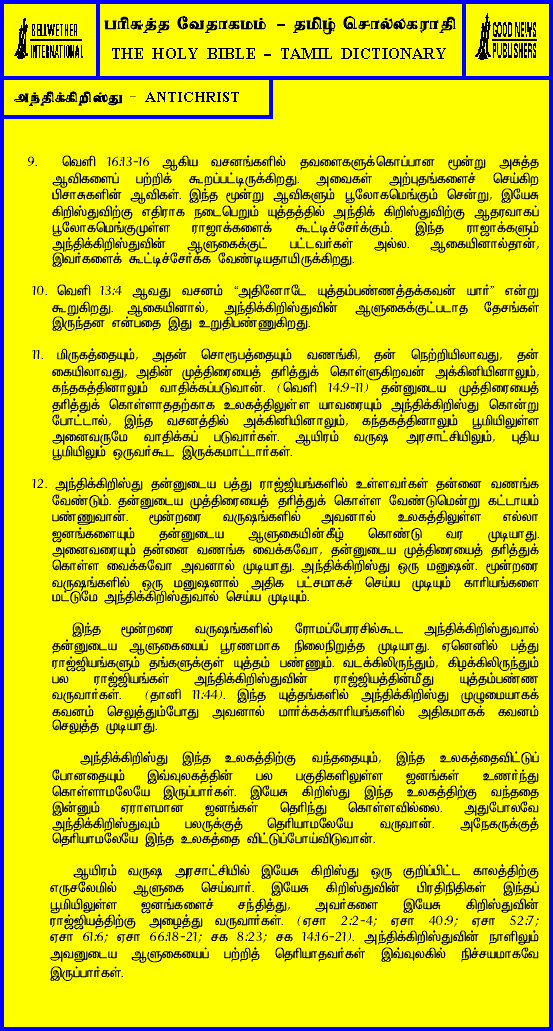 BELLWETHER
INTERNATIONAL
பரிசுத்த வேதாகமம் - தமிழ் சொல்லகராதி
THE HOLY BIBLE - TAMIL DICTIONARY
GOOD NEWS
PUBLISHERS
அந்திக்கிறிஸ்து - ANTICHRIST
9. வெளி 16:13-16 ஆகிய வசனங்களில் தவளைகளுக்கொப்பான மூன்று அசுத்த
ஆவிகளைப் பற்றிக் கூறப்பட்டிருக்கிறது. அவைகள் அற்புதங்களைச் செய்கிற
பிசாசுகளின் ஆவிகள். இந்த மூன்று ஆவிகளும் பூலோகமெங்கும் சென்று, இயேசு
கிறிஸ்துவிற்கு எதிராக நடைபெறும் யுத்தத்தில் அந்திக் கிறிஸ்துவிற்கு ஆதரவாகப்
பூலோகமெங்குமுள்ள ராஜாக்களைக் கூட்டிச்சேர்க்கும். இந்த ராஜாக்களும்
அந்திக்கிறிஸ்துவின் ஆளுகைக்குட் பட்டவர்கள் அல்ல. ஆகையினால்தான்,
இவர்களைக் கூட்டிச்சேர்க்க வேண்டியதாயிருக்கிறது.
10. வெளி 13:4 ஆவது வசனம் "அதினோடே யுத்தம்பண்ணத்தக்கவன் யார்" என்று
கூறுகிறது. ஆகையினால், அந்திக்கிறிஸ்துவின் ஆளுகைக்குட்படாத தேசங்கள்
இருந்தன என்பதை இது உறுதிபண்ணுகிறது.
11. மிருகத்தையும், அதன் சொரூபத்தையும் வணங்கி, தன் நெற்றியிலாவது, தன்
கையிலாவது, அதின் முத்திரையைத் தரித்துக் கொள்ளுகிறவன் அக்கினியினாலும்,
கந்தகத்தினாலும் வாதிக்கப்படுவான். (வெளி 14:9-11) தன்னுடைய முத்திரையைத்
தரித்துக் கொள்ளாததற்காக உலகத்திலுள்ள யாவரையும் அந்திக்கிறிஸ்து கொன்று
போட்டால், இந்த வசனத்தில் அக்கினியினாலும், கந்தகத்தினாலும் பூமியிலுள்ள
அனைவருமே வாதிக்கப் படுவார்கள். ஆயிரம் வருஷ அரசாட்சியிலும், புதிய
பூமியிலும் ஒருவர்கூட இருக்கமாட்டார்கள்.
12. அந்திக்கிறிஸ்து தன்னுடைய பத்து ராஜ்ஜியங்களில் உள்ளவர்கள் தன்னை வணங்க
வேண்டும். தன்னுடைய முத்திரையைத் தரித்துக் கொள்ள வேண்டுமென்று கட்டாயம்
பண்ணுவான். மூன்றரை வருஷங்களில் அவனால் உலகத்திலுள்ள எல்லா
ஜனங்களையும் தன்னுடைய ஆளுகையின்கீழ் கொண்டு வர முடியாது.
அனைவரையும் தன்னை வணங்க வைக்கவோ, தன்னுடைய முத்திரையைத் தரித்துக்
கொள்ள வைக்கவோ அவனால் முடியாது. அந்திக்கிறிஸ்து ஒரு மனுஷன். மூன்றரை
வருஷங்களில் ஒரு மனுஷனால் அதிக பட்சமாகச் செய்ய முடியும் காரியங்களை
மட்டுமே அந்திக்கிறிஸ்துவால் செய்ய முடியும்.
இந்த மூன்றரை வருஷங்களில் ரோமப்பேரரசில்கூட அந்திக்கிறிஸ்துவால்
தன்னுடைய ஆளுகையைப் பூரணமாக நிலைநிறுத்த முடியாது. ஏனெனில் பத்து
ராஜ்ஜியங்களும் தங்களுக்குள் யுத்தம் பண்ணும். வடக்கிலிருந்தும், கிழக்கிலிருந்தும்
பல ராஜ்ஜியங்கள் அந்திக்கிறிஸ்துவின் ராஜ்ஜியத்தின்மீது யுத்தம்பண்ண
வருவார்கள். (தானி 11:44). இந்த யுத்தங்களில் அந்திக்கிறிஸ்து முழுமையாகக்
கவனம் செலுத்தும்போது அவனால் மார்க்கக்காரியங்களில் அதிகமாகக் கவனம்
செலுத்த முடியாது.
அந்திக்கிறிஸ்து இந்த உலகத்திற்கு வந்ததையும், இந்த உலகத்தைவிட்டுப்
போனதையும் இவ்வுலகத்தின் பல பகுதிகளிலுள்ள ஜனங்கள் உணர்ந்து
கொள்ளாமலேயே இருப்பார்கள். இயேசு கிறிஸ்து இந்த உலகத்திற்கு வந்ததை
இன்னும் ஏராளமான ஜனங்கள் தெரிந்து கொள்ளவில்லை. அதுபோலவே
அந்திக்கிறிஸ்துவும் பலருக்குத் தெரியாமலேயே வருவான். அநேகருக்குத்
தெரியாமலேயே இந்த உலகத்தை விட்டுப்போய்விடுவான்.
ஆயிரம் வருஷ அரசாட்சியில் இயேசு கிறிஸ்து ஒரு குறிப்பிட்ட காலத்திற்கு
எருசலேமில் ஆளுகை செய்வார். இயேசு கிறிஸ்துவின் பிரதிநிதிகள் இந்தப்
பூமியிலுள்ள ஜனங்களைச் சந்தித்து, அவர்களை இயேசு கிறிஸ்துவின்
ராஜ்ஜியத்திற்கு அழைத்து வருவார்கள். (ஏசா 2:2-4; ஏசா 40:9; ஏசா 52:7;
ஏசா 61:6; ஏசா 66:18-21; சக 8:23; சக 14:16-21). அந்திக்கிறிஸ்துவின் நாளிலும்
அவனுடைய ஆளுகையைப் பற்றித் தெரியாதவர்கள் இவ்வுலகில் நிச்சயமாகவே
இருப்பார்கள்.